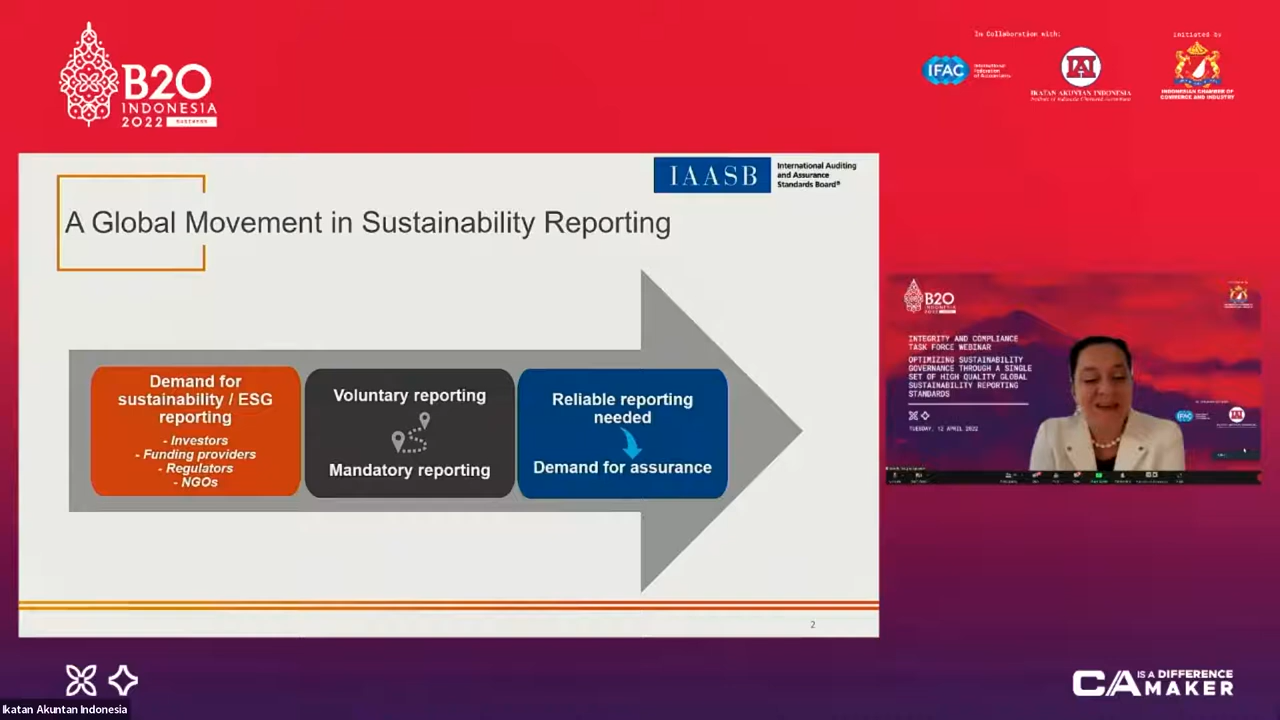 B20
INDONESIA
2022
In Collaboration with:
IFAC
International
Federation
of Accountants
IAI
IKATAN AKUNTAN INDONESIA
Initiated by
INDONESIAN CHAMBER OF
COMMERCE AND INDUSTRY
IAASB
International Auditing
and Assurance
Standards Board®
A Global Movement in Sustainability Reporting
Demand for
sustainability / ESG
reporting
- Investors
- Funding providers
- Regulators
- NGOs
Voluntary reporting
Mandatory reporting
Reliable reporting
needed
Demand for assurance
2
B20
INDONESIA
2022
INTEGRITY AND COMPLIANCE
TASK FORCE WEBINAR
OPTIMIZING SUSTAINABILITY
GOVERNANCE THROUGH A SINGLE
SET OF HIGH QUALITY GLOBAL
SUSTAINABILITY REPORTING
STANDARDS
TUESDAY, 12 APRIL 2022
IFAC
IAI
CA IS A DIFFERENCE
MAKER
Ikatan Akuntan Indonesia